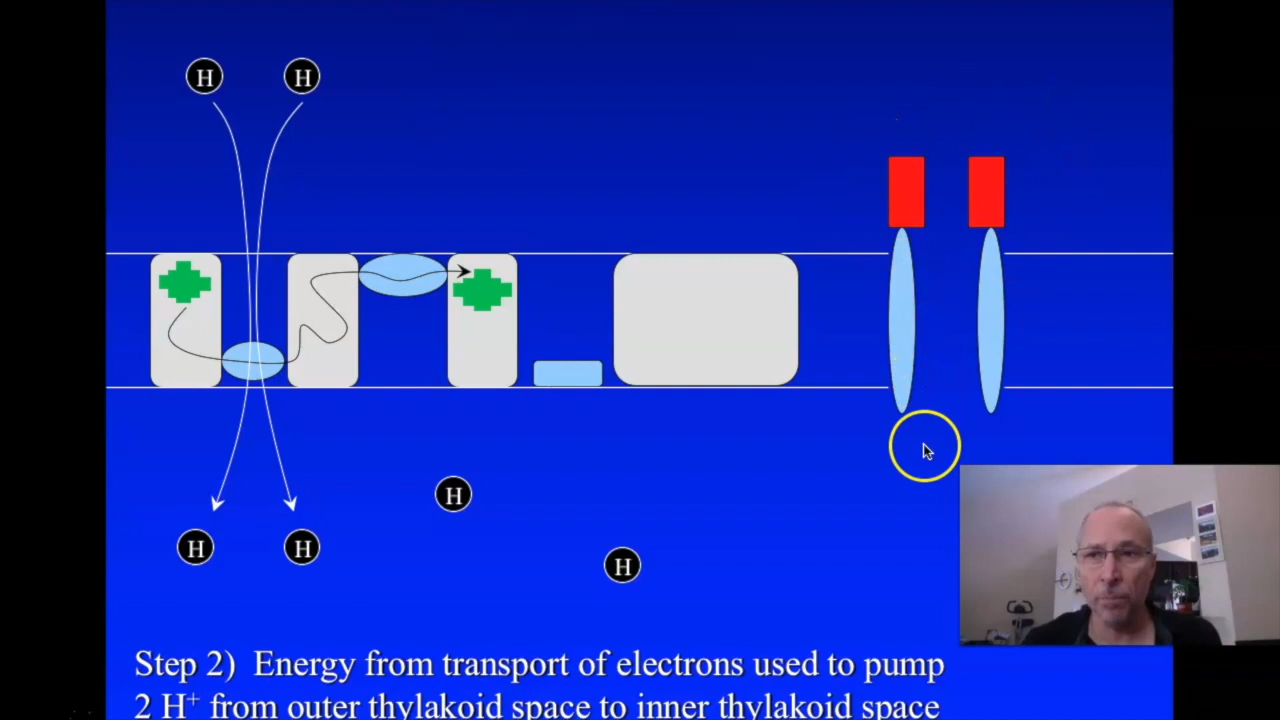 H H
H
H H
H
Step 2) Energy from transport of electrons used to pump
2 H⁺ from outer thylakoid space to inner thylakoid space